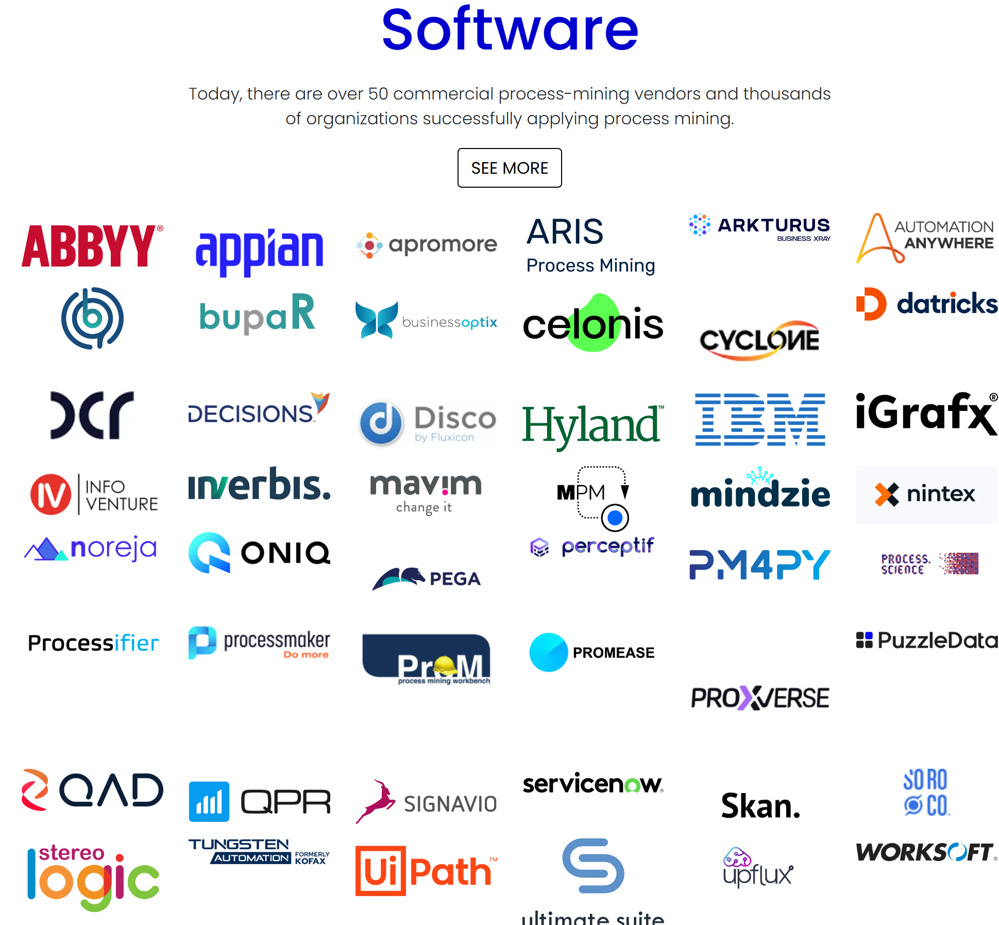 Software
Today, there are over 50 commercial process-mining vendors and thousands
of organizations successfully applying process mining.
SEE MORE
ABBYY®
appian
apromore
ARIS
Process Mining
ARKTURUS
BUSINESS XRAY
AUTOMATION
ANYWHERE
b
bupaR
businessoptix
celonis
CYCLONE
datricks
DCR
DECISIONS™
Disco
by Fluxicon
Hyland™
IBM
iGrafx®
IV
INFO
VENTURE
inverbis.
mavim
change it
MPM
mindzie
nintex
noreja
ONIQ
PEGA
perceptif
PM4PY
PROCESS.
SCIENCE
Processifier
processmaker
Do more
ProM
process mining workbench
PROMEASE
PROXVERSE
PuzzleData
QAD
QPR
SIGNAVIO
servicenow®
Skan.
SORO
CO
stereo
logic
TUNGSTEN
AUTOMATION
FORMERLY
KOFAX
UiPath™
ultimate.suite
upflux
WORKSOFT®